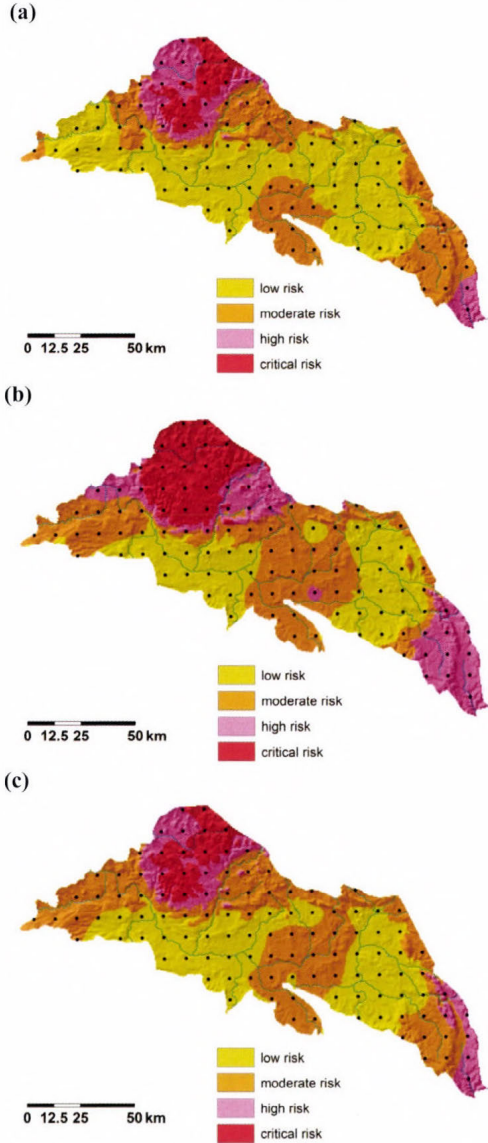 (a)
low risk
moderate risk
high risk
critical risk
0 12.5 25 50 km
(b)
low risk
moderate risk
high risk
critical risk
0 12.5 25 50 km
(c)
low risk
moderate risk
high risk
critical risk
0 12.5 25 50 km